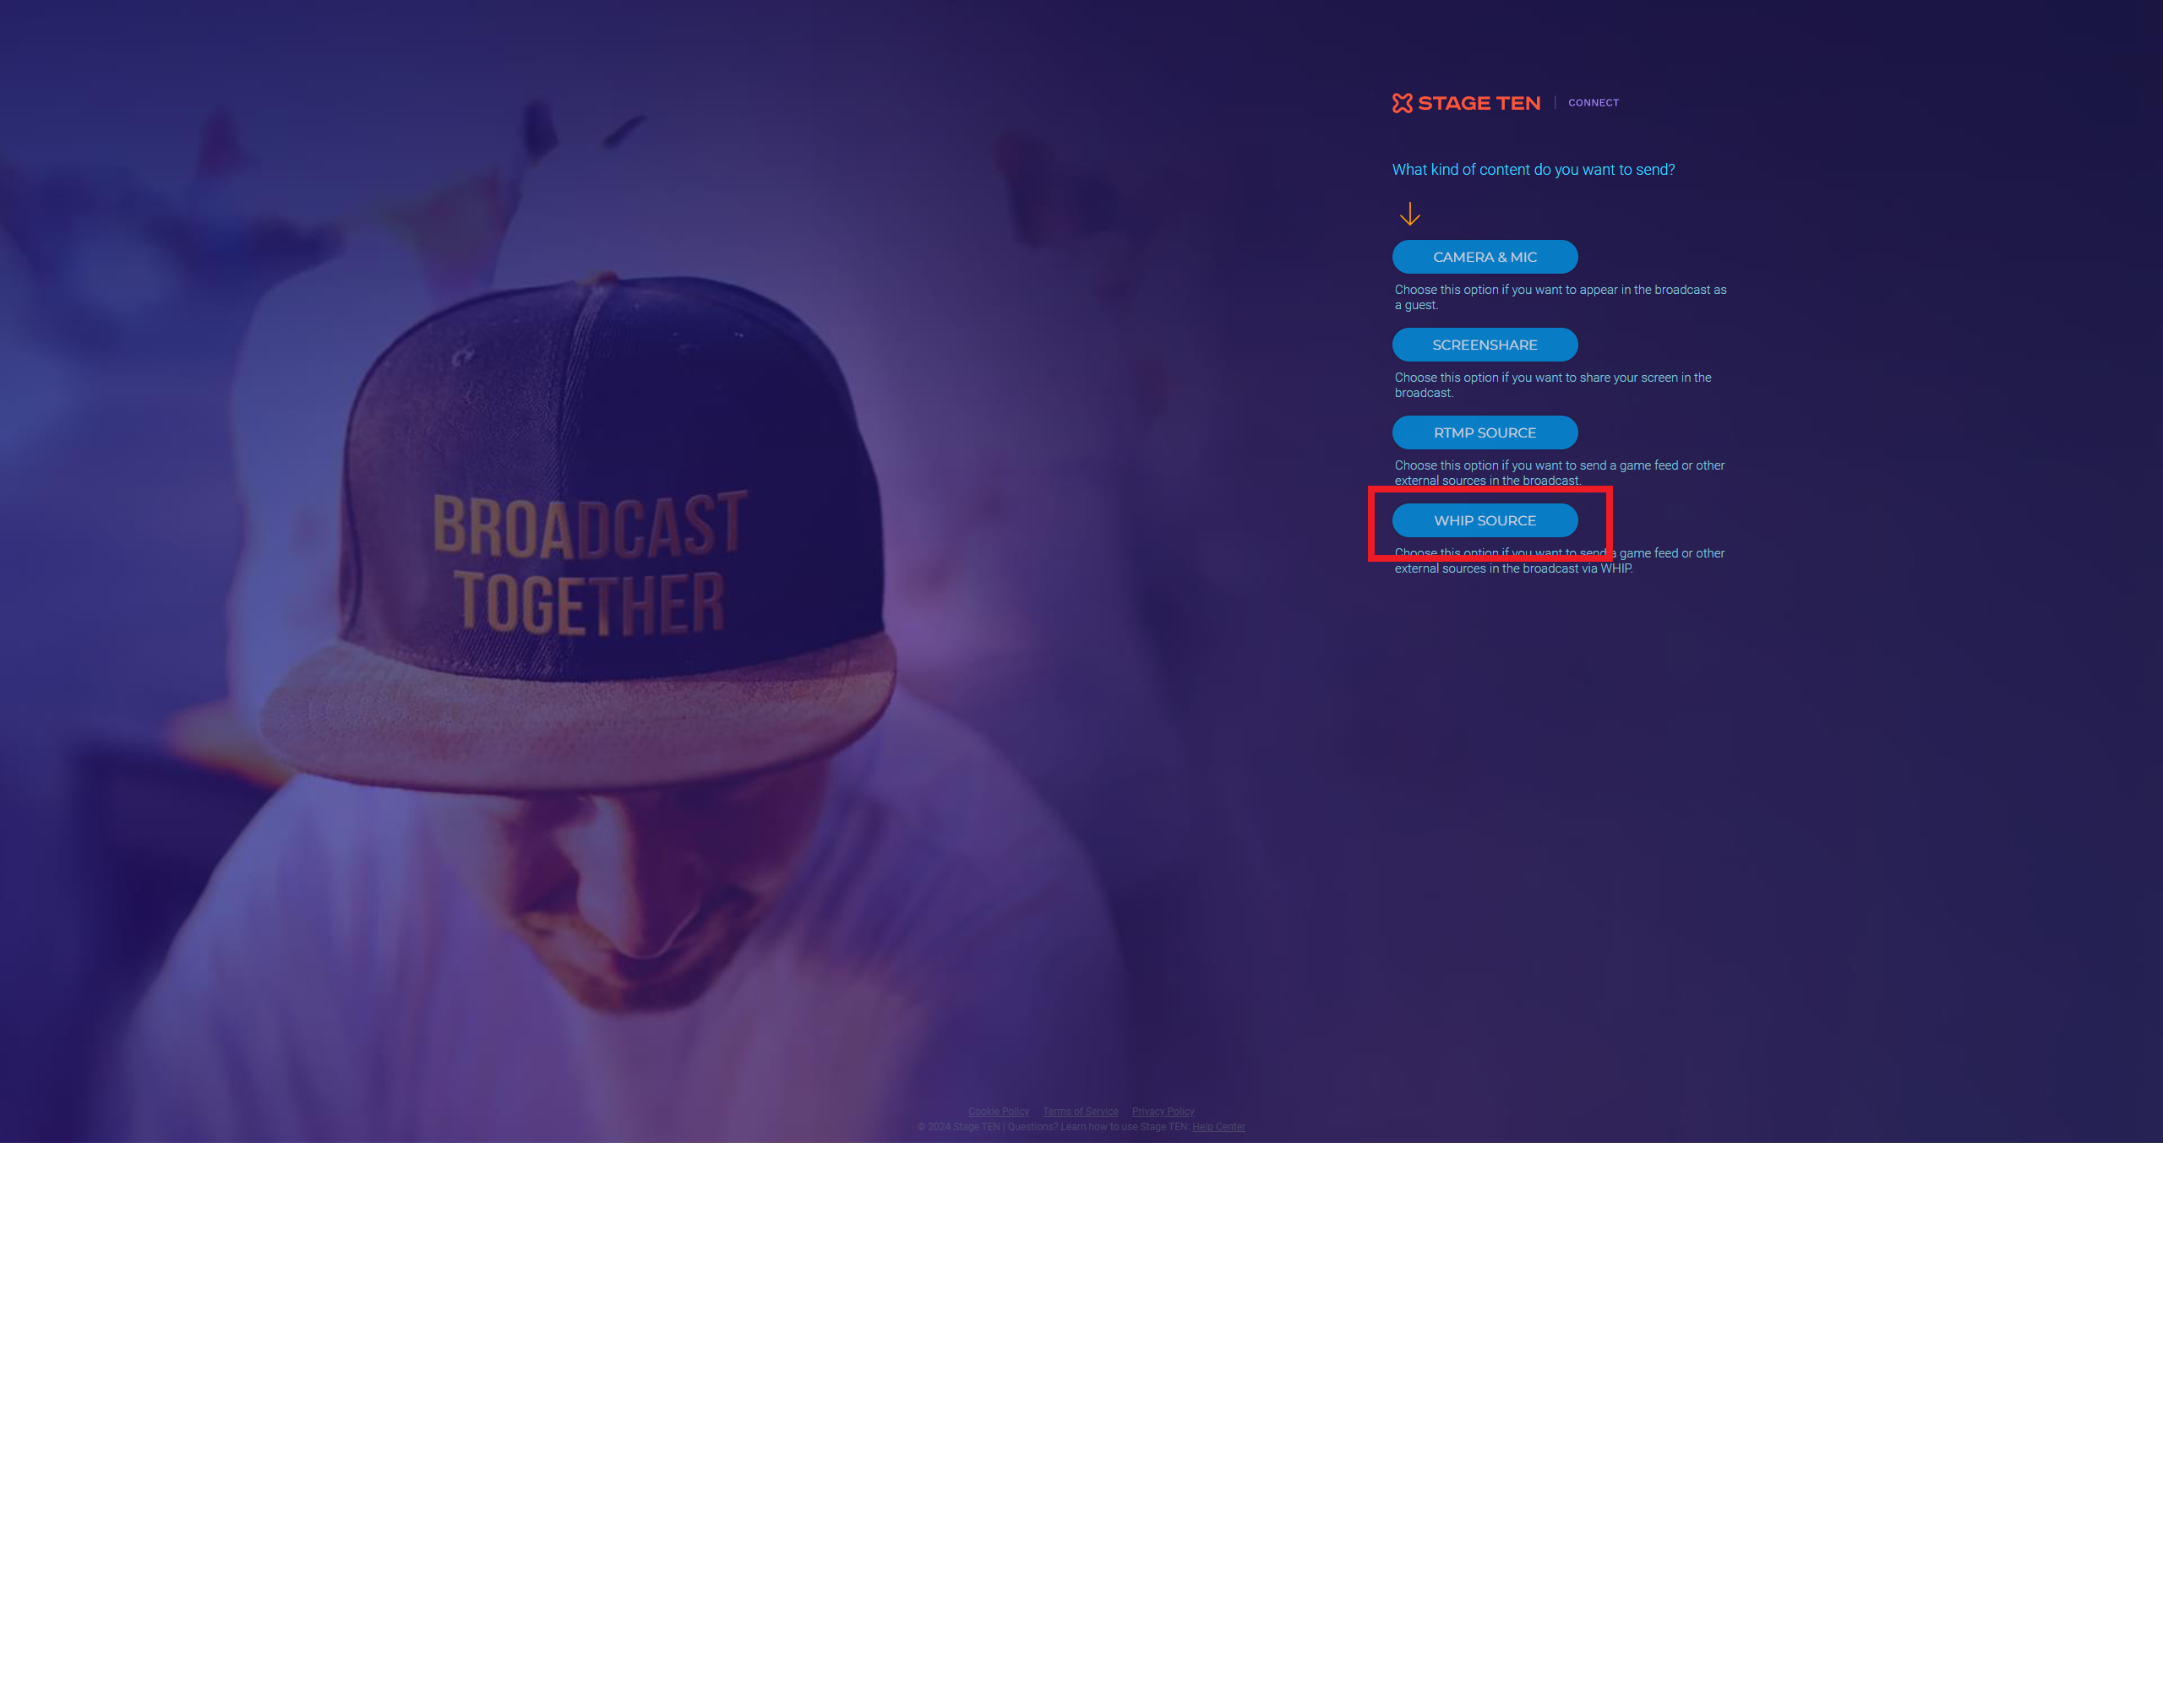 STAGE TEN | CONNECT
What kind of content do you want to send?
CAMERA & MIC
Choose this option if you want to appear in the broadcast as
a guest.
SCREENSHARE
Choose this option if you want to share your screen in the
broadcast.
RTMP SOURCE
Choose this option if you want to send a game feed or other
external sources in the broadcast.
WHIP SOURCE
Choose this option if you want to send a game feed or other
external sources in the broadcast via WHIP.
BROADCAST
TOGETHER
Cookie Policy Terms of Service Privacy Policy
© 2024 Stage TEN | Questions? Learn how to use Stage TEN: Help Center